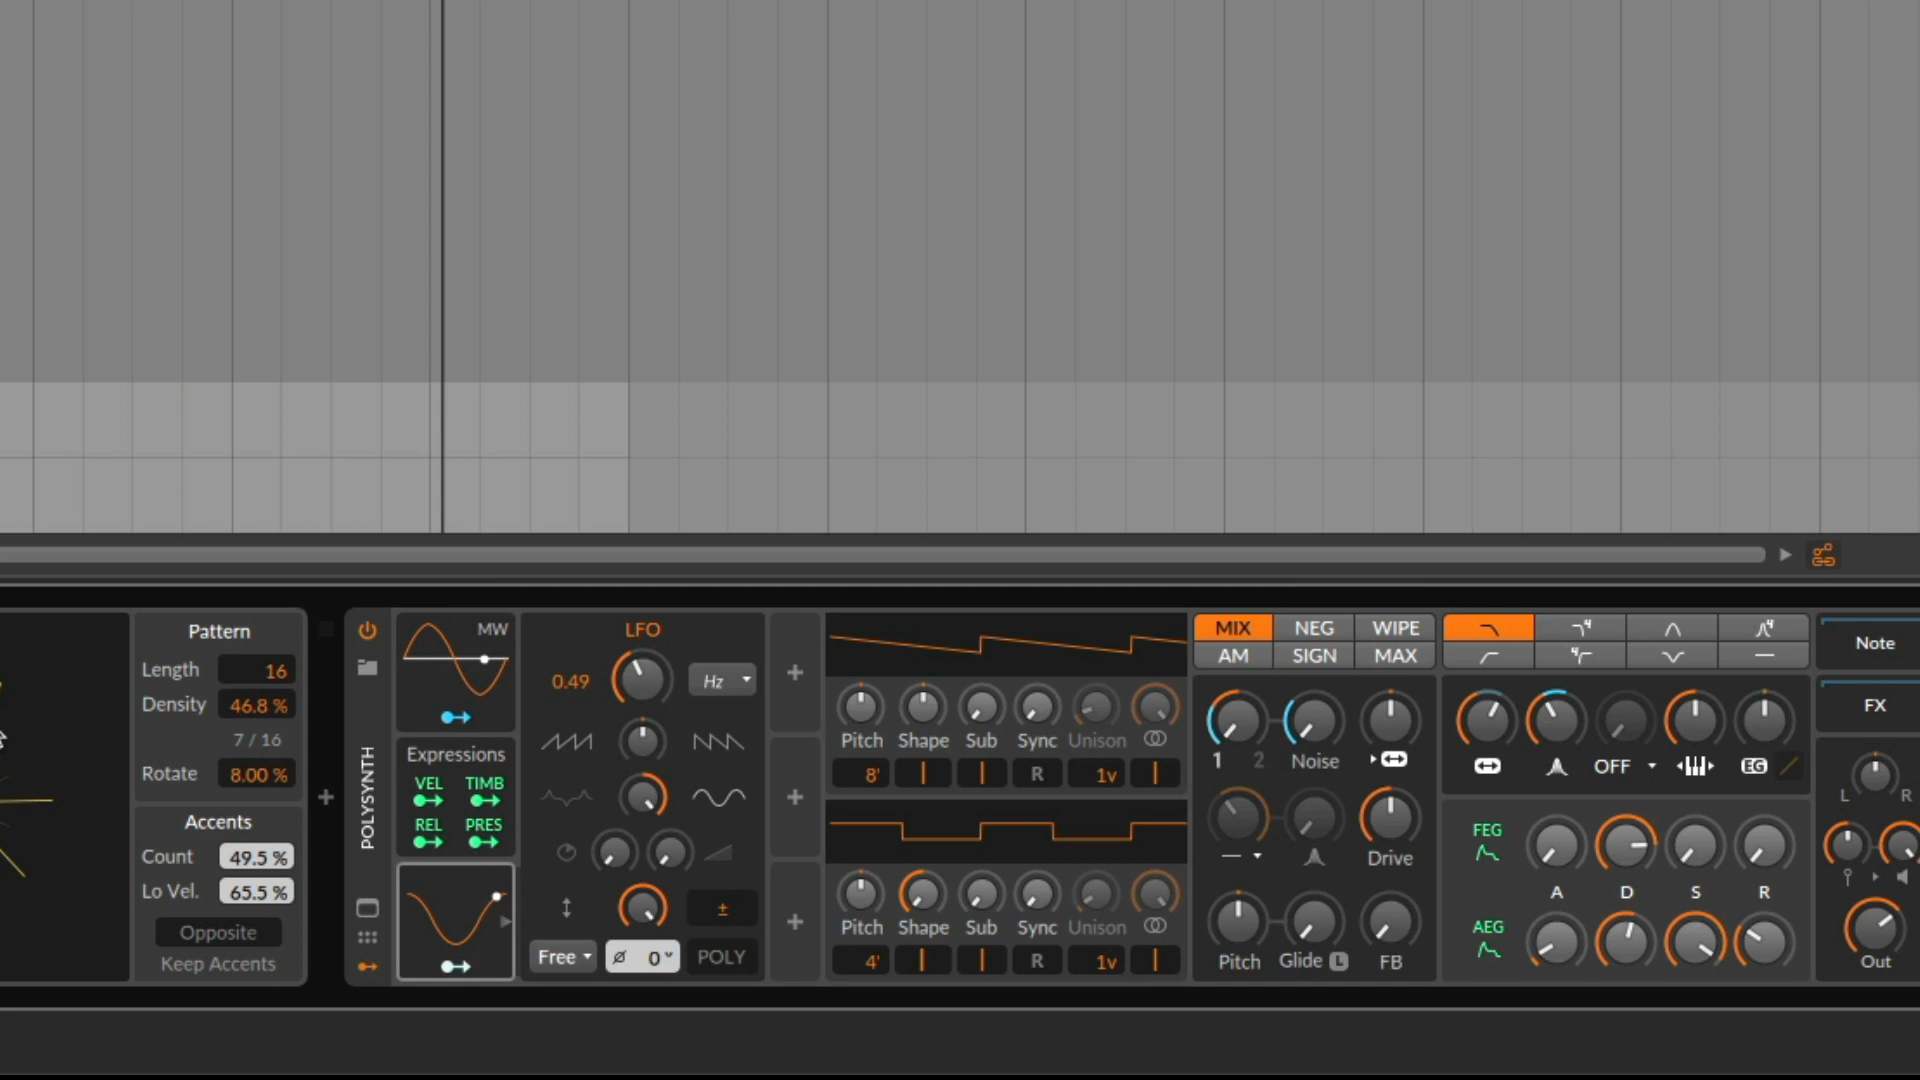 Pattern
Length 16
Density 46.8 %
7 / 16
Rotate 8.00 %
Accents
Count 49.5 %
Lo Vel. 65.5 %
Opposite
Keep Accents
POLYSYNTH
MW
Expressions
VEL TIMB
REL PRES
LFO
0.49 Hz
±
Free 0° POLY
Pitch Shape Sub Sync Unison
8' R 1v
Pitch Shape Sub Sync Unison
4' R 1v
MIX NEG WIPE
AM SIGN MAX
1 2 Noise
Drive
Pitch Glide L FB
4 4
4
OFF EG
FEG
A D S R
AEG
Note
FX
L R
Out